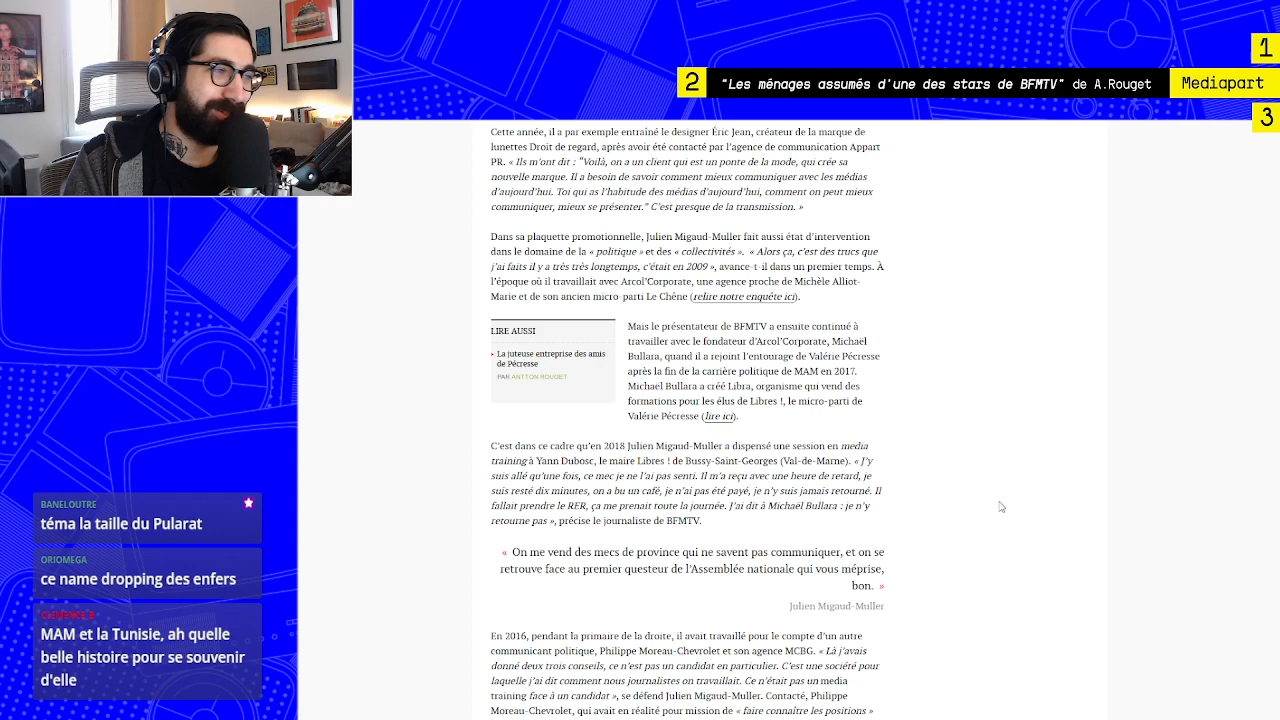 1
2 "Les ménages assumés d'une des stars de BFMTV" de A.Rouget Mediapart
3
Cette année, il a par exemple entraîné le designer Éric Jean, créateur de la marque de
lunettes Droit de regard, après avoir été contacté par l'agence de communication Appart
PR. « Ils m'ont dit : "Voilà, on a un client qui est un ponte de la mode, qui crée sa
nouvelle marque. Il a besoin de savoir comment mieux communiquer avec les médias
d'aujourd'hui. Toi qui as l'habitude des médias d'aujourd'hui, comment on peut mieux
communiquer, mieux se présenter." C'est presque de la transmission. »
Dans sa plaquette promotionnelle, Julien Migaud-Muller fait aussi état d'intervention
dans le domaine de la « politique » et des « collectivités ». « Alors ça, c'est des trucs que
j'ai faits il y a très très longtemps, c'était en 2009 », avance-t-il dans un premier temps. À
l'époque où il travaillait avec Arcol'Corporate, une agence proche de Michèle Alliot-
Marie et de son ancien micro-parti Le Chêne (relire notre enquête ici).
LIRE AUSSI
La juteuse entreprise des amis
de Pécresse
PAR ANTTON ROUGET
Mais le présentateur de BFMTV a ensuite continué à
travailler avec le fondateur d'Arcol'Corporate, Michaël
Bullara, quand il a rejoint l'entourage de Valérie Pécresse
après la fin de la carrière politique de MAM en 2017.
Michaël Bullara a créé Libra, organisme qui vend des
formations pour les élus de Libres !, le micro-parti de
Valérie Pécresse (lire ici).
C'est dans ce cadre qu'en 2018 Julien Migaud-Muller a dispensé une session en media
training à Yann Dubosc, le maire Libres ! de Bussy-Saint-Georges (Val-de-Marne). « J'y
suis allé qu'une fois, ce mec je ne l'ai pas senti. Il m'a reçu avec une heure de retard, je
suis resté dix minutes, on a bu un café, je n'ai pas été payé, je n'y suis jamais retourné. Il
fallait prendre le RER, ça me prenait toute la journée. J'ai dit à Michaël Bullara : je n'y
retourne pas », précise le journaliste de BFMTV.
« On me vend des mecs de province qui ne savent pas communiquer, et on se
retrouve face au premier questeur de l'Assemblée nationale qui vous méprise,
bon. »
Julien Migaud-Muller
En 2016, pendant la primaire de la droite, il avait travaillé pour le compte d'un autre
communicant politique, Philippe Moreau-Chevrolet et son agence MCBG. « Là j'avais
donné deux trois conseils, ce n'est pas un candidat en particulier. C'est une société pour
laquelle j'ai dit comment nous journalistes on travaillait. Ce n'était pas un media
training face à un candidat », se défend Julien Migaud-Muller. Contacté, Philippe
Moreau-Chevrolet, qui avait en réalité pour mission de « faire connaître les positions »
BANELOUTRE
téma la taille du Pularat
ORIOMEGA
ce name dropping des enfers
MAM et la Tunisie, ah quelle
belle histoire pour se souvenir
d'elle